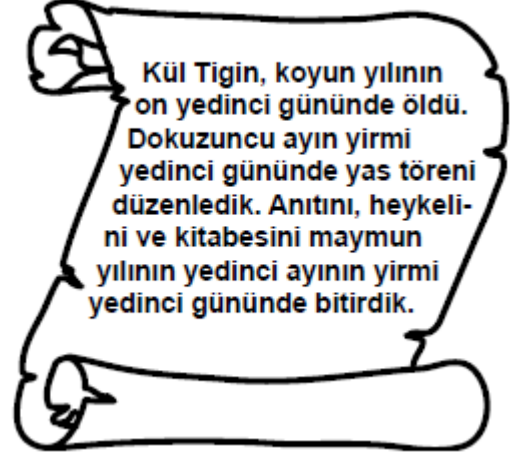 Kül Tigin, koyun yılının
on yedinci gününde öldü.
Dokuzuncu ayın yirmi
yedinci gününde yas töreni
düzenledik. Anıtını, heykeli-
ni ve kitabesini maymun
yılının yedinci ayının yirmi
yedinci gününde bitirdik.